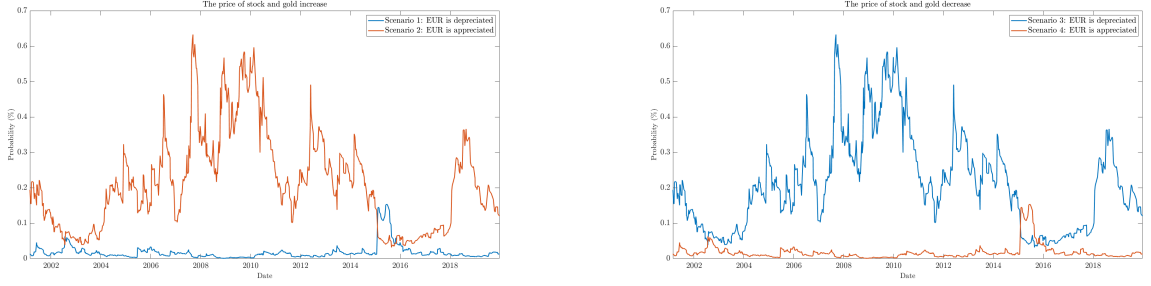 The price of stock and gold increase
0.7
0.6
0.5
0.4
0.3
0.2
0.1
0
Probability (%)
Scenario 1: EUR is depreciated
Scenario 2: EUR is appreciated
2002 2004 2006 2008 2010 2012 2014 2016 2018
Date
The price of stock and gold decrease
0.7
0.6
0.5
0.4
0.3
0.2
0.1
0
Probability (%)
Scenario 3: EUR is depreciated
Scenario 4: EUR is appreciated
2002 2004 2006 2008 2010 2012 2014 2016 2018
Date